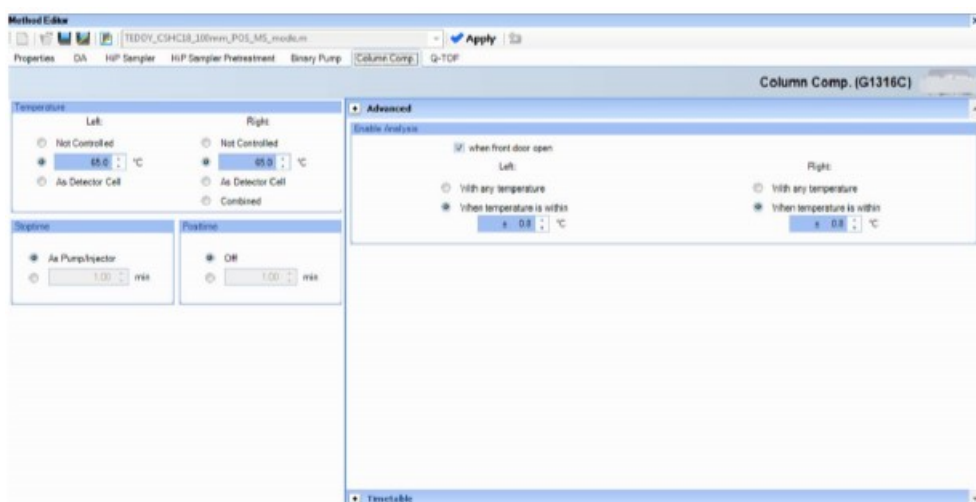 Method Editor
TEDDY_CSHC18_100mm_POS_MS_mode.m
Apply
Properties DA HiP Sampler HiP Sampler Pretreatment Binary Pump Column Comp. Q-TOF
Column Comp. (G1316C)
Temperature
Left: Right:
Not Controlled Not Controlled
65.0 °C 65.0 °C
As Detector Cell As Detector Cell
Combined
Stoptime Posttime
As Pump/Injector Off
1.00 min 1.00 min
Advanced
Enable Analysis
when front door open
Left: Right:
With any temperature With any temperature
When temperature is within When temperature is within
± 0.8 °C ± 0.8 °C
Timetable